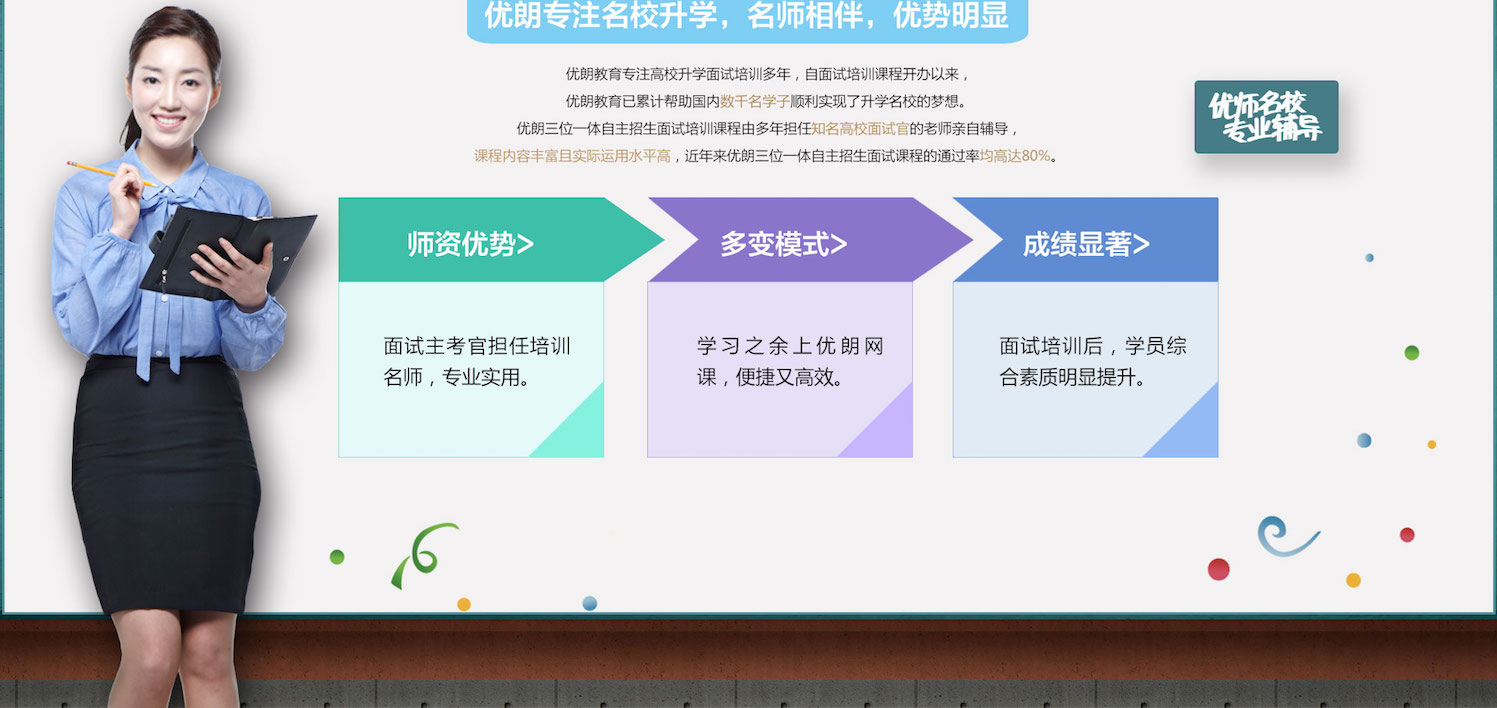 优朗专注名校升学，名师相伴，优势明显
优朗教育专注高校升学面试培训多年，自面试培训课程开办以来，
优朗教育已累计帮助国内数千名学子顺利实现了升学名校的梦想。
优朗三位一体自主招生面试培训课程由多年担任知名高校面试官的老师亲自辅导，
课程内容丰富且实际运用水平高，近年来优朗三位一体自主招生面试课程的通过率均高达80%。
优师名校
专业辅导
师资优势>
面试主考官担任培训
名师，专业实用。
多变模式>
学习之余上优朗网
课，便捷又高效。
成绩显著>
面试培训后，学员综
合素质明显提升。